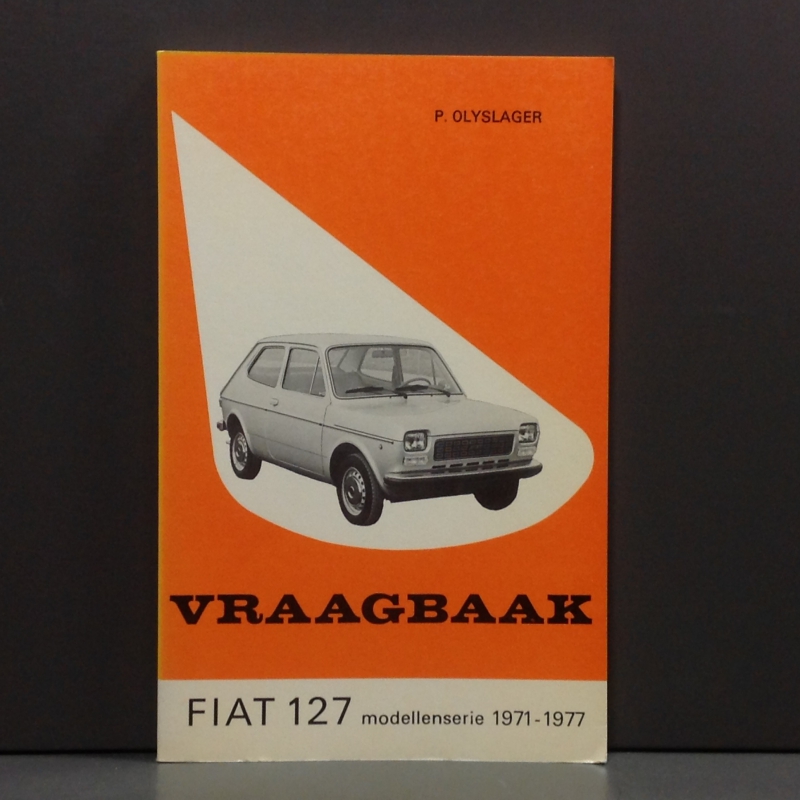 P. OLYSLAGER
VRAAGBAAK
FIAT 127 modellenserie 1971-1977